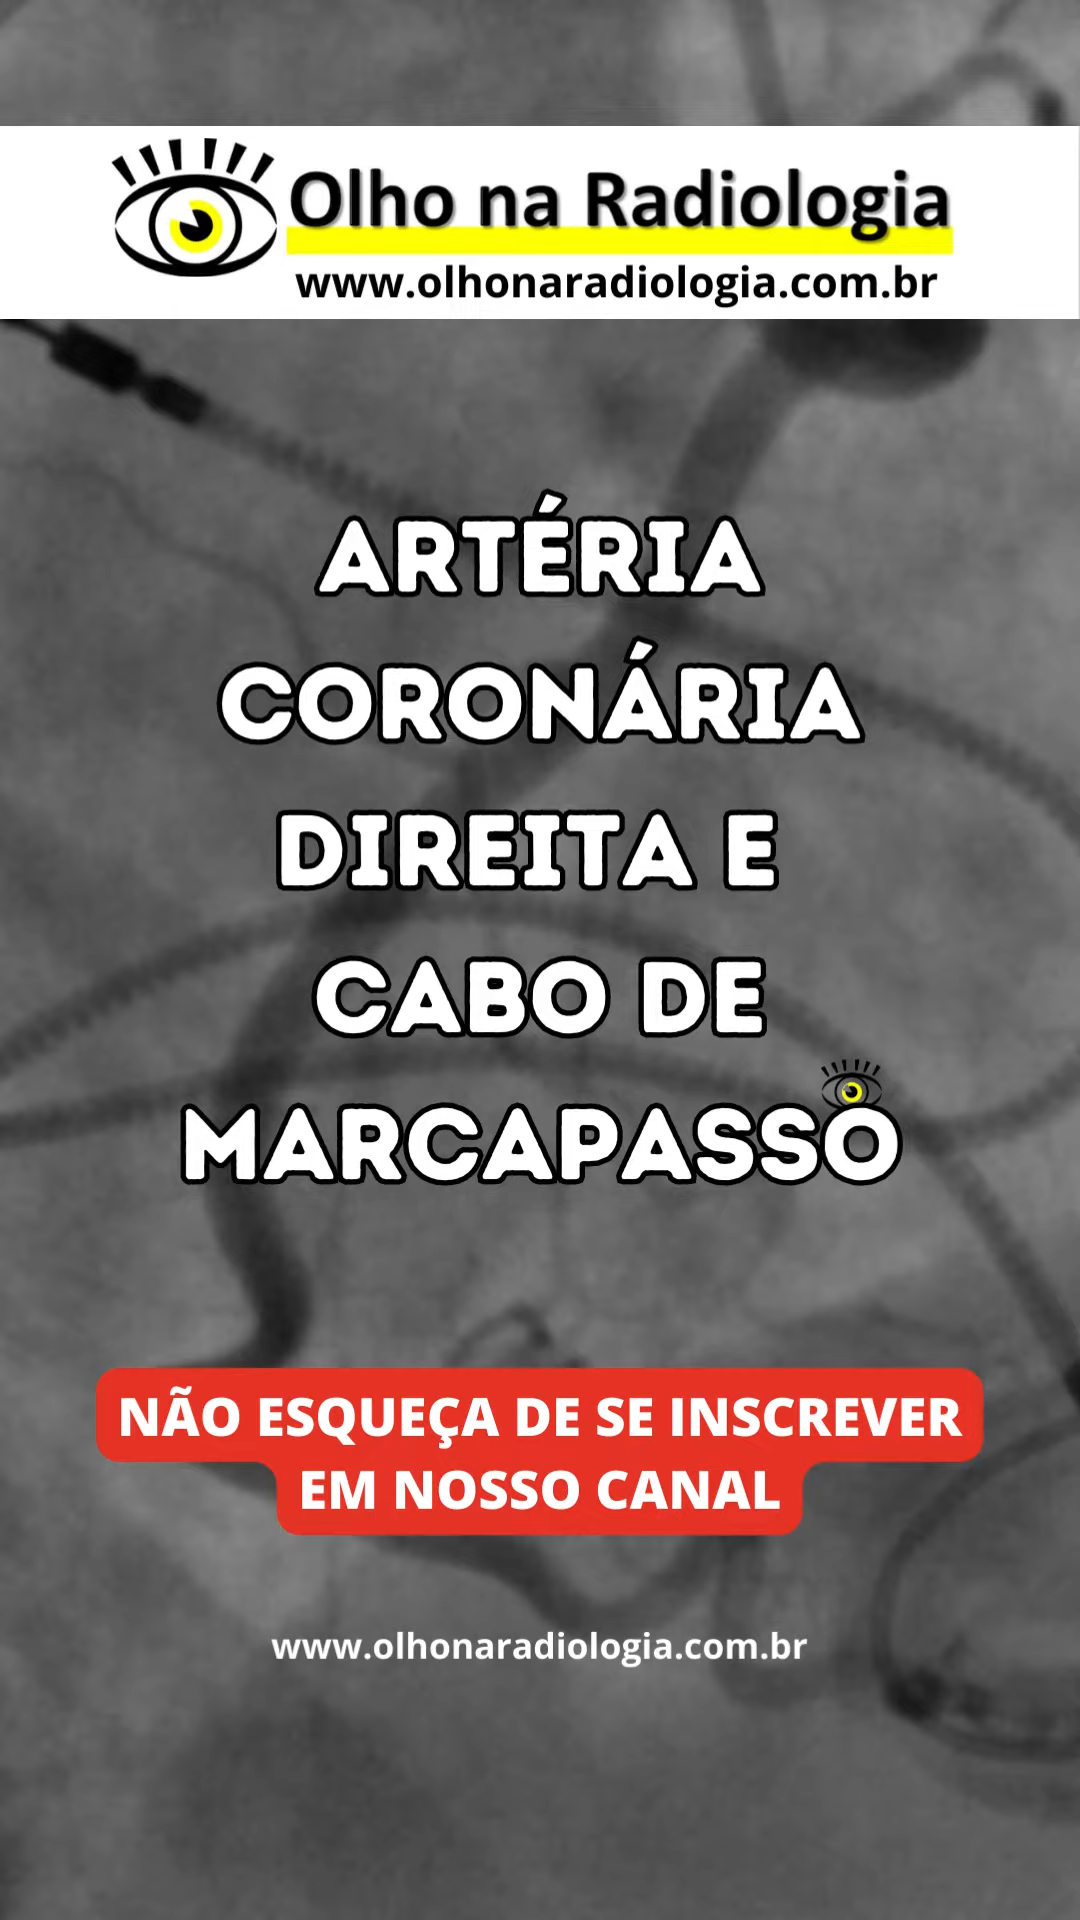 Olho na Radiologia
www.olhonaradiologia.com.br
ARTÉRIA
CORONÁRIA
DIREITA E
CABO DE
MARCAPASSO
NÃO ESQUEÇA DE SE INSCREVER
EM NOSSO CANAL
www.olhonaradiologia.com.br